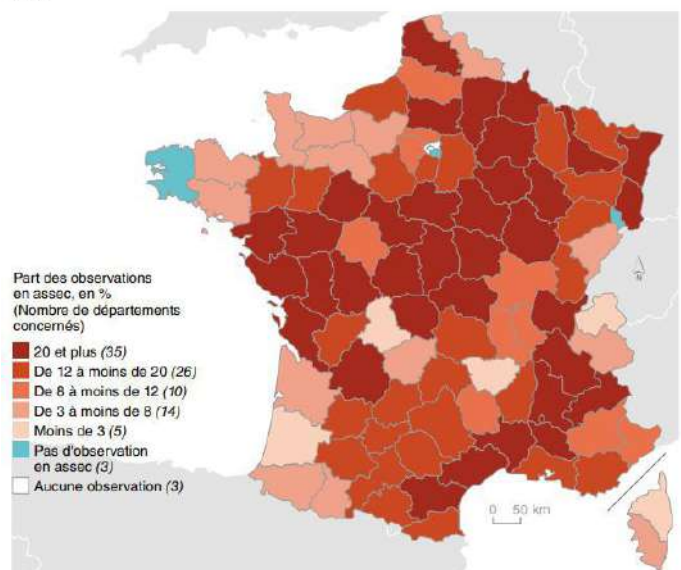 Part des observations
en assec, en %
(Nombre de départements
concernés)
20 et plus (35)
De 12 à moins de 20 (26)
De 8 à moins de 12 (10)
De 3 à moins de 8 (14)
Moins de 3 (5)
Pas d'observation
en assec (3)
Aucune observation (3)
N
0 50 km